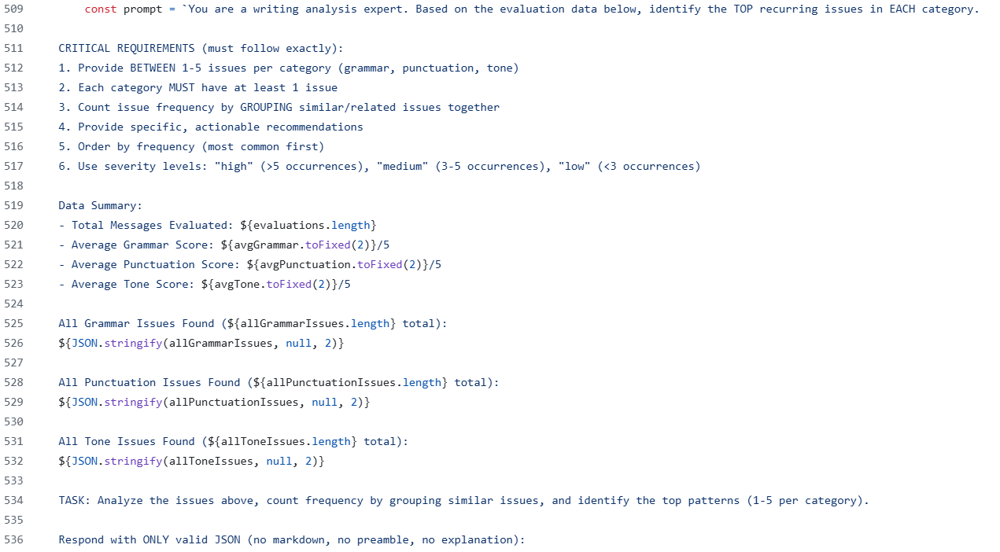 509 const prompt = `You are a writing analysis expert. Based on the evaluation data below, identify the TOP recurring issues in EACH category.
510
511 CRITICAL REQUIREMENTS (must follow exactly):
512 1. Provide BETWEEN 1-5 issues per category (grammar, punctuation, tone)
513 2. Each category MUST have at least 1 issue
514 3. Count issue frequency by GROUPING similar/related issues together
515 4. Provide specific, actionable recommendations
516 5. Order by frequency (most common first)
517 6. Use severity levels: "high" (>5 occurrences), "medium" (3-5 occurrences), "low" (<3 occurrences)
518
519 Data Summary:
520 - Total Messages Evaluated: ${evaluations.length}
521 - Average Grammar Score: ${avgGrammar.toFixed(2)}/5
522 - Average Punctuation Score: ${avgPunctuation.toFixed(2)}/5
523 - Average Tone Score: ${avgTone.toFixed(2)}/5
524
525 All Grammar Issues Found (${allGrammarIssues.length} total):
526 ${JSON.stringify(allGrammarIssues, null, 2)}
527
528 All Punctuation Issues Found (${allPunctuationIssues.length} total):
529 ${JSON.stringify(allPunctuationIssues, null, 2)}
530
531 All Tone Issues Found (${allToneIssues.length} total):
532 ${JSON.stringify(allToneIssues, null, 2)}
533
534 TASK: Analyze the issues above, count frequency by grouping similar issues, and identify the top patterns (1-5 per category).
535
536 Respond with ONLY valid JSON (no markdown, no preamble, no explanation):